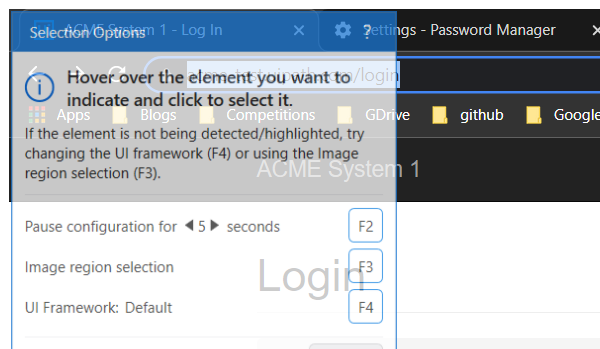 Selection Options
ACME System 1 - Log In
?
Settings - Password Manager
/login
Hover over the element you want to
indicate and click to select it.
Apps
Blogs
Competitions
GDrive
github
Google
If the element is not being detected/highlighted, try
changing the UI framework (F4) or using the Image
region selection (F3).
ACME System 1
Pause configuration for 5 seconds
F2
Image region selection
F3
Login
UI Framework: Default
F4